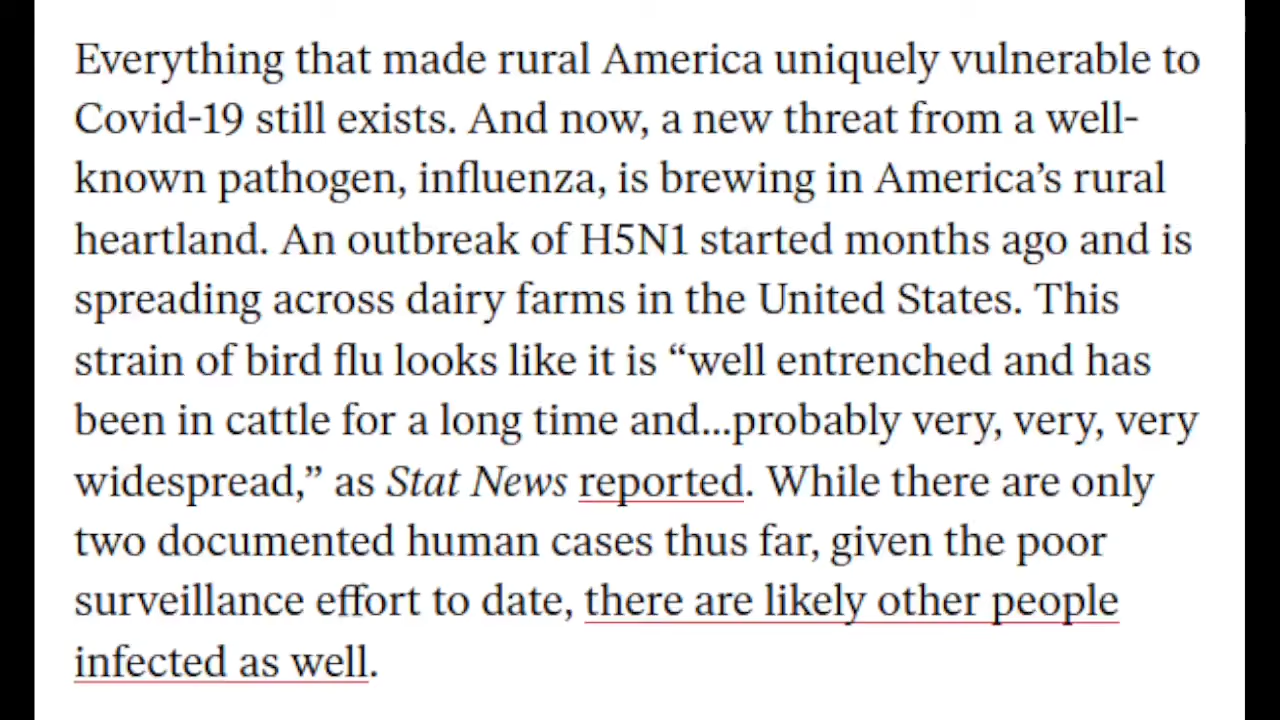 Everything that made rural America uniquely vulnerable to
Covid-19 still exists. And now, a new threat from a well-
known pathogen, influenza, is brewing in America’s rural
heartland. An outbreak of H5N1 started months ago and is
spreading across dairy farms in the United States. This
strain of bird flu looks like it is “well entrenched and has
been in cattle for a long time and...probably very, very, very
widespread,” as Stat News reported. While there are only
two documented human cases thus far, given the poor
surveillance effort to date, there are likely other people
infected as well.